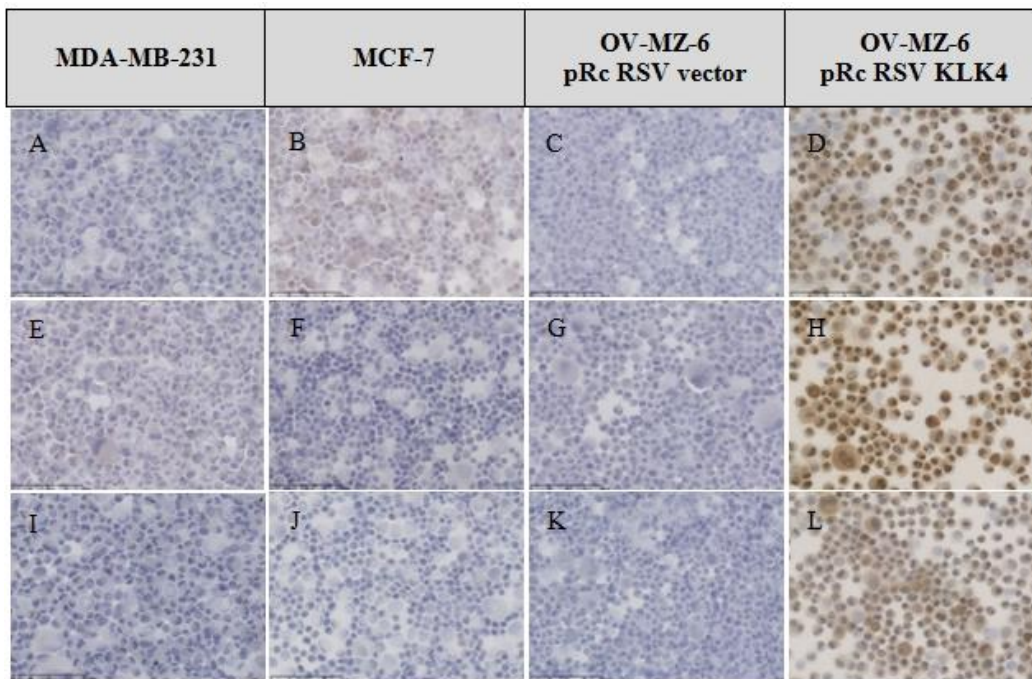 MDA-MB-231
MCF-7
OV-MZ-6
pRc RSV vector
OV-MZ-6
pRc RSV KLK4
A
B
C
D
E
F
G
H
I
J
K
L